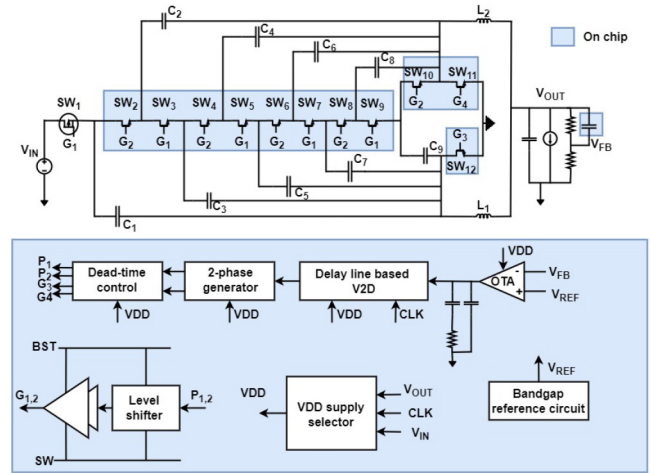 C2
L2
C4
On chip
C6
C8
SW10 SW11
SW1 SW2 SW3 SW4 SW5 SW6 SW7 SW8 SW9
G2 G4
VOUT
G1 G2 G1 G2 G1 G2 G1 G2 G1
C9 G3
SW12
VFB
VIN
C7
C5
C3
C1
L1
VDD
P1
P2
G3
G4
Dead-time control
2-phase generator
Delay line based V2D
OTA
-
+
VFB
VREF
VDD VDD VDD CLK
BST
G1,2
Level shifter
P1,2
SW
VDD
VDD supply selector
VOUT
CLK
VIN
VREF
Bandgap reference circuit